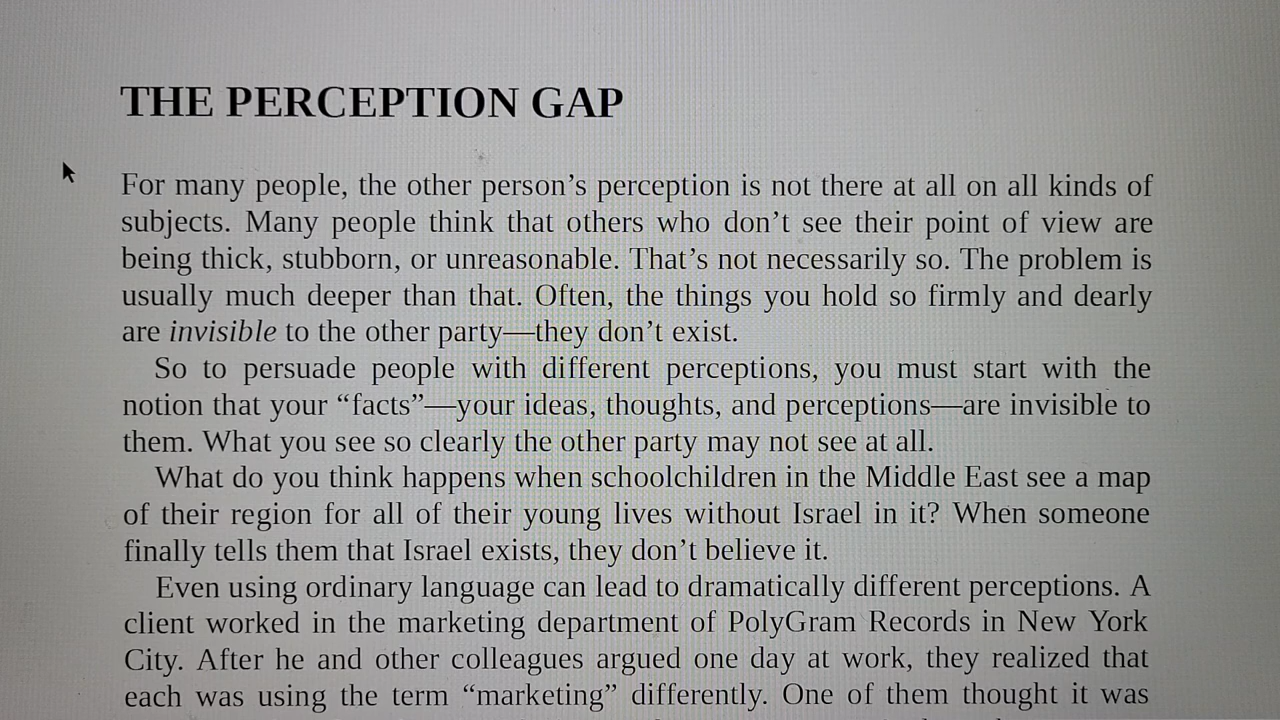 THE PERCEPTION GAP
For many people, the other person’s perception is not there at all on all kinds of
subjects. Many people think that others who don’t see their point of view are
being thick, stubborn, or unreasonable. That’s not necessarily so. The problem is
usually much deeper than that. Often, the things you hold so firmly and dearly
are invisible to the other party—they don’t exist.
So to persuade people with different perceptions, you must start with the
notion that your “facts”—your ideas, thoughts, and perceptions—are invisible to
them. What you see so clearly the other party may not see at all.
What do you think happens when schoolchildren in the Middle East see a map
of their region for all of their young lives without Israel in it? When someone
finally tells them that Israel exists, they don’t believe it.
Even using ordinary language can lead to dramatically different perceptions. A
client worked in the marketing department of PolyGram Records in New York
City. After he and other colleagues argued one day at work, they realized that
each was using the term “marketing” differently. One of them thought it was